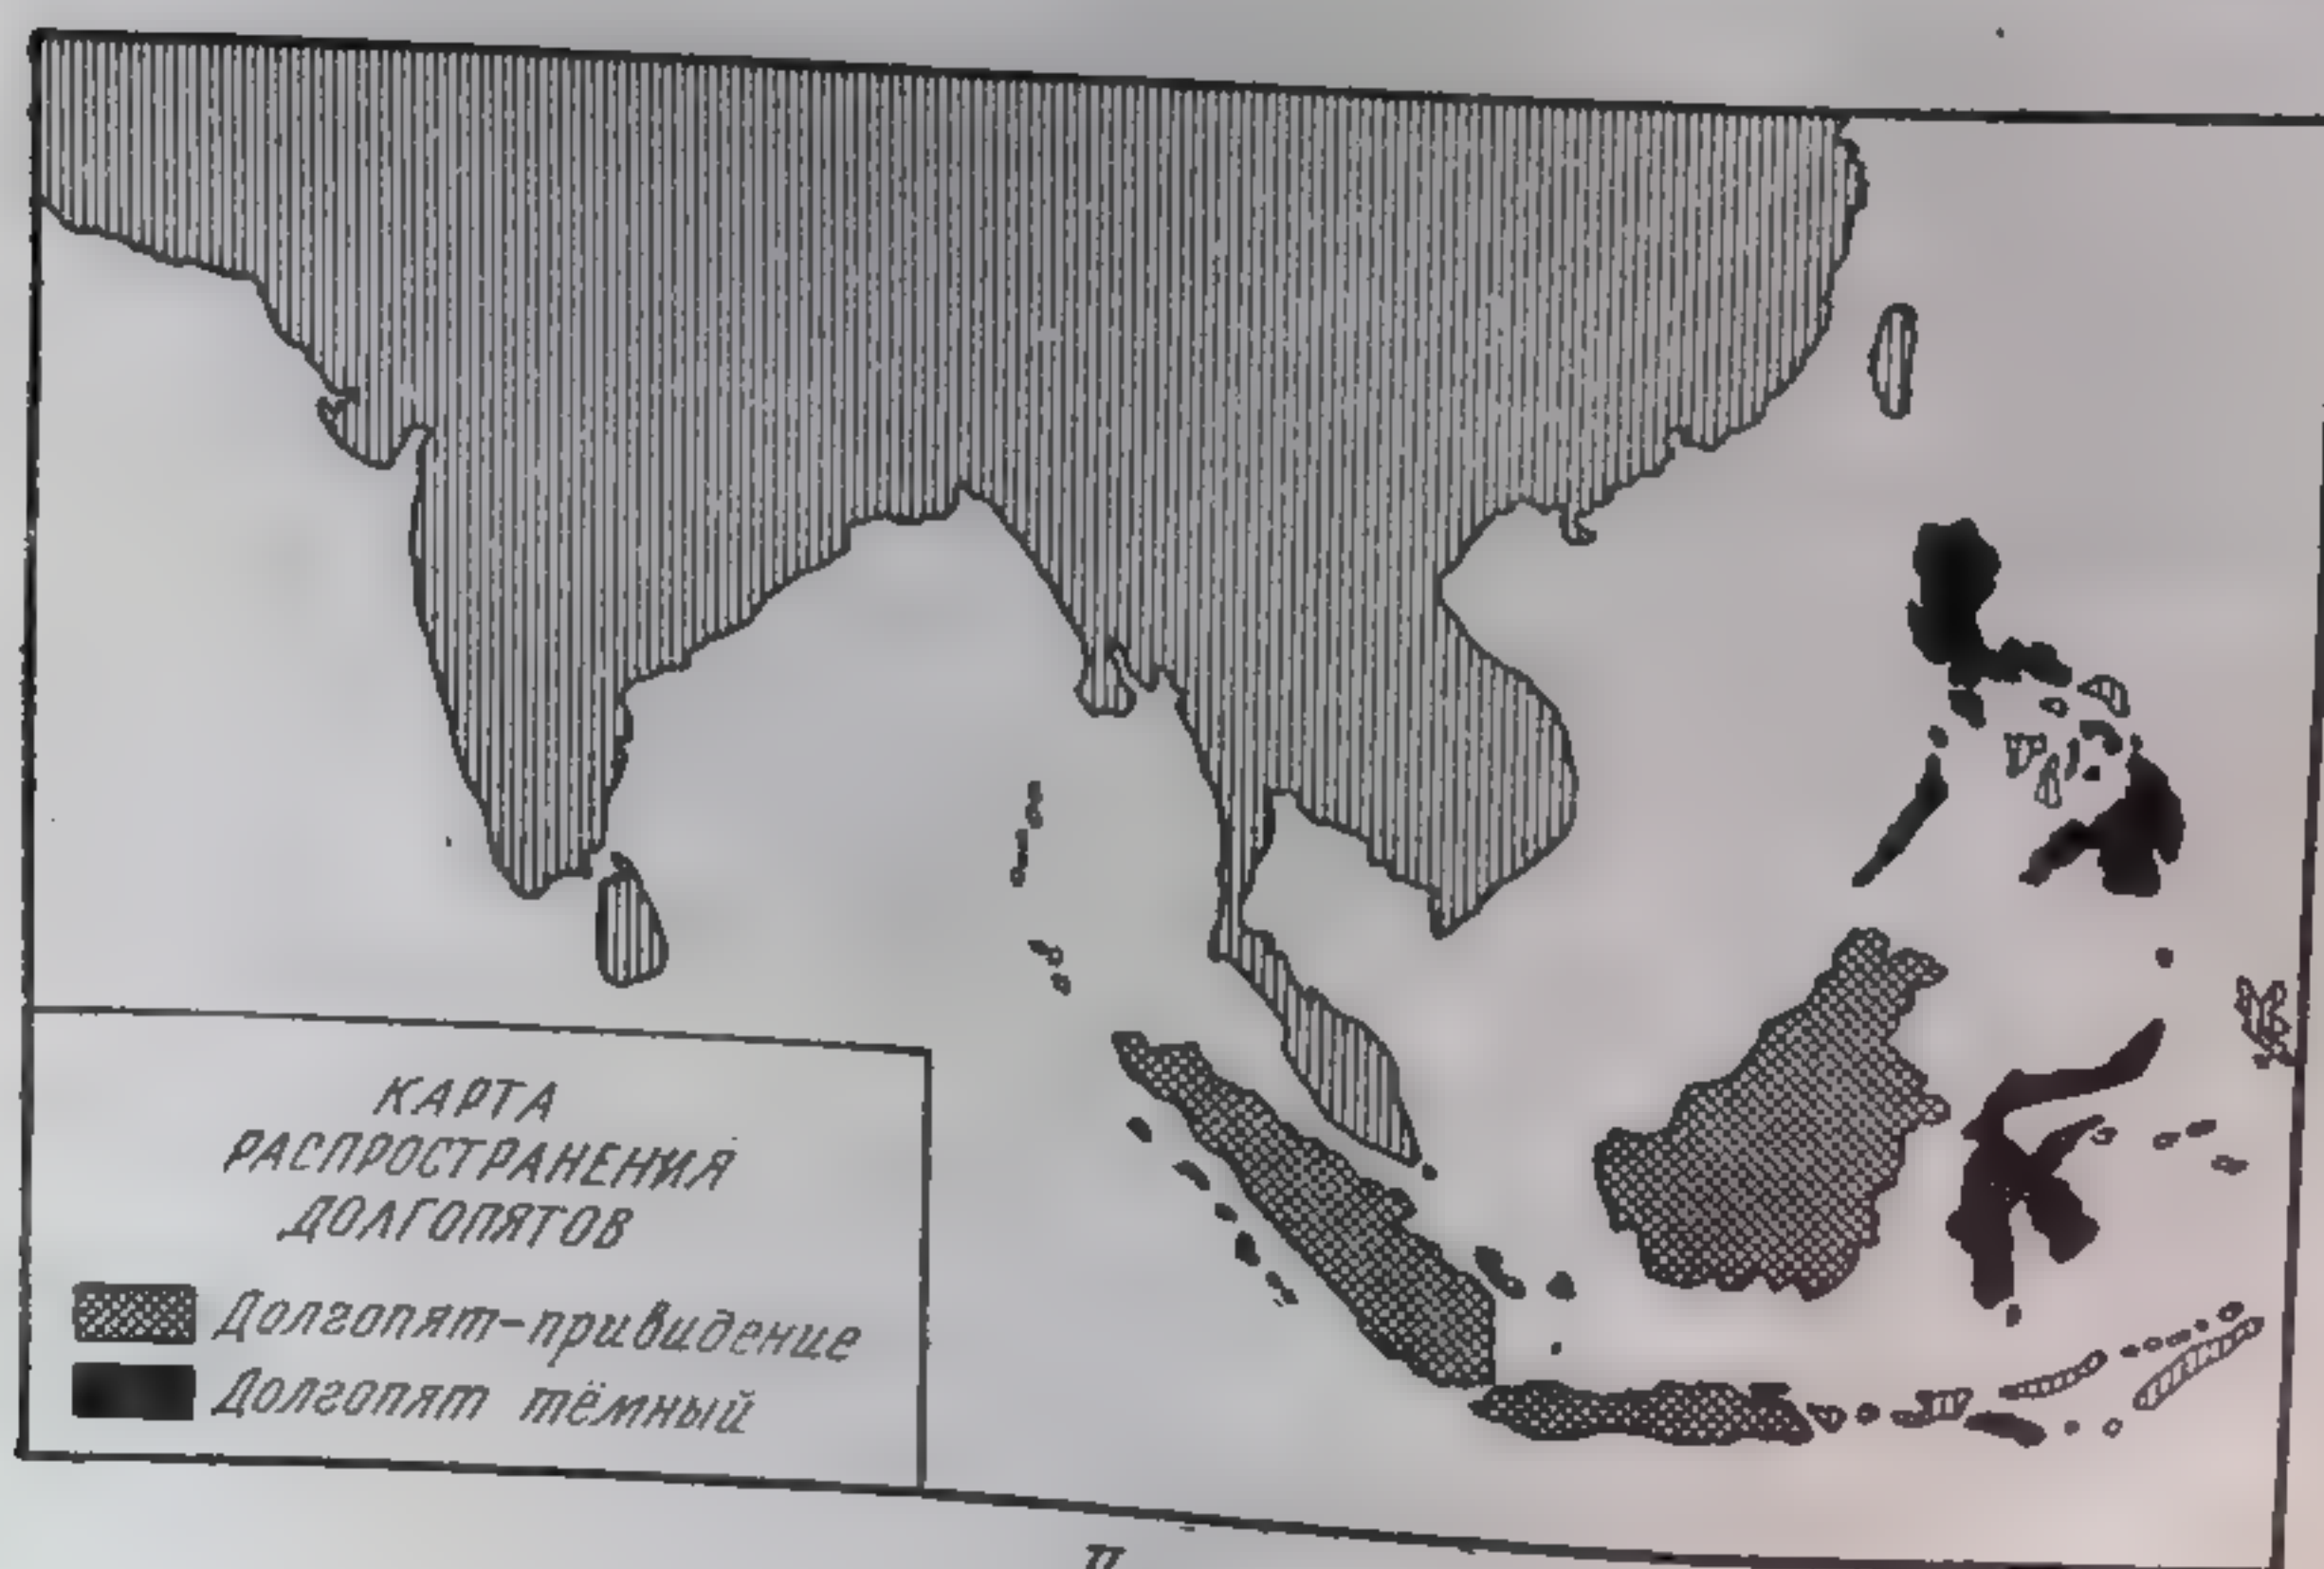 КАРТА
РАСПРОСТРАНЕНИЯ
ДОЛГОПЯТОВ
Долгопят-привидение
Долгопят тёмный